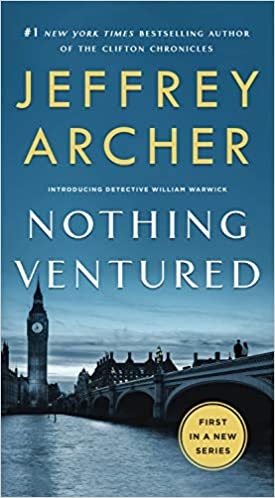 #1 NEW YORK TIMES BESTSELLING AUTHOR
OF THE CLIFTON CHRONICLES
JEFFREY
ARCHER
INTRODUCING DETECTIVE WILLIAM WARWICK
NOTHING
VENTURED
FIRST
IN A NEW
SERIES